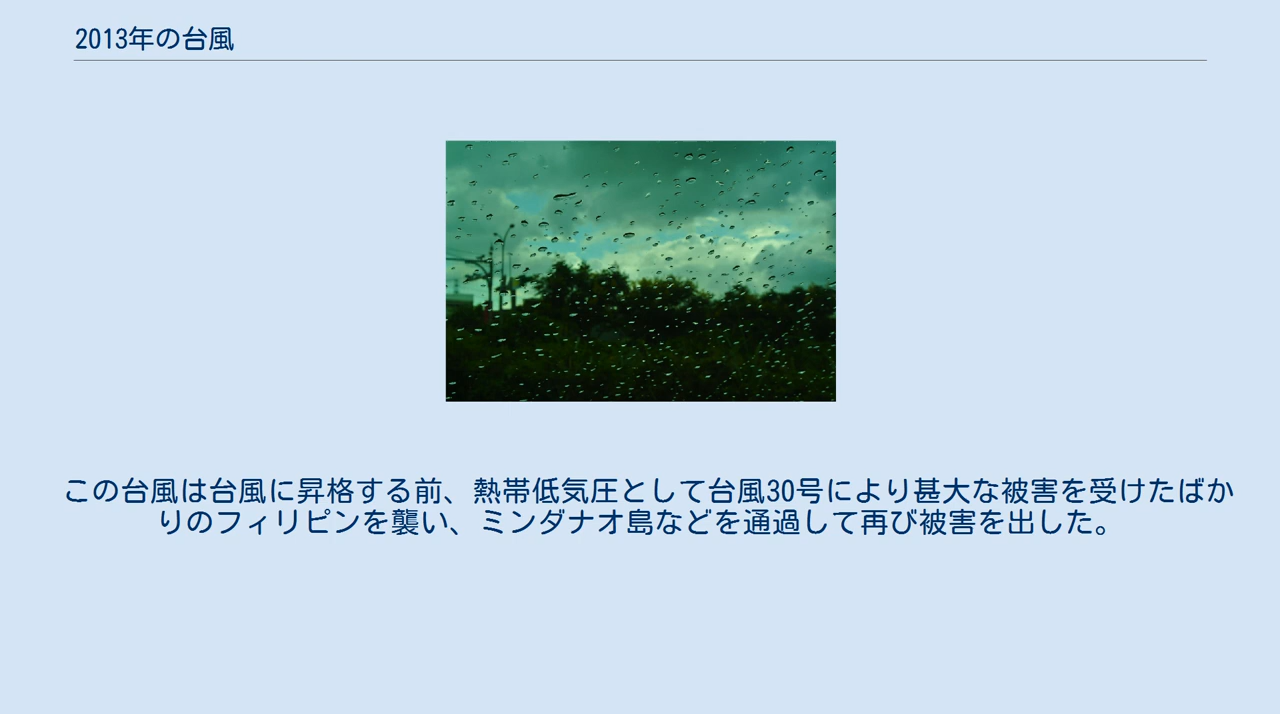 2013年の台風
この台風は台風に昇格する前、熱帯低気圧として台風30号により甚大な被害を受けたばか
りのフィリピンを襲い、ミンダナオ島などを通過して再び被害を出した。